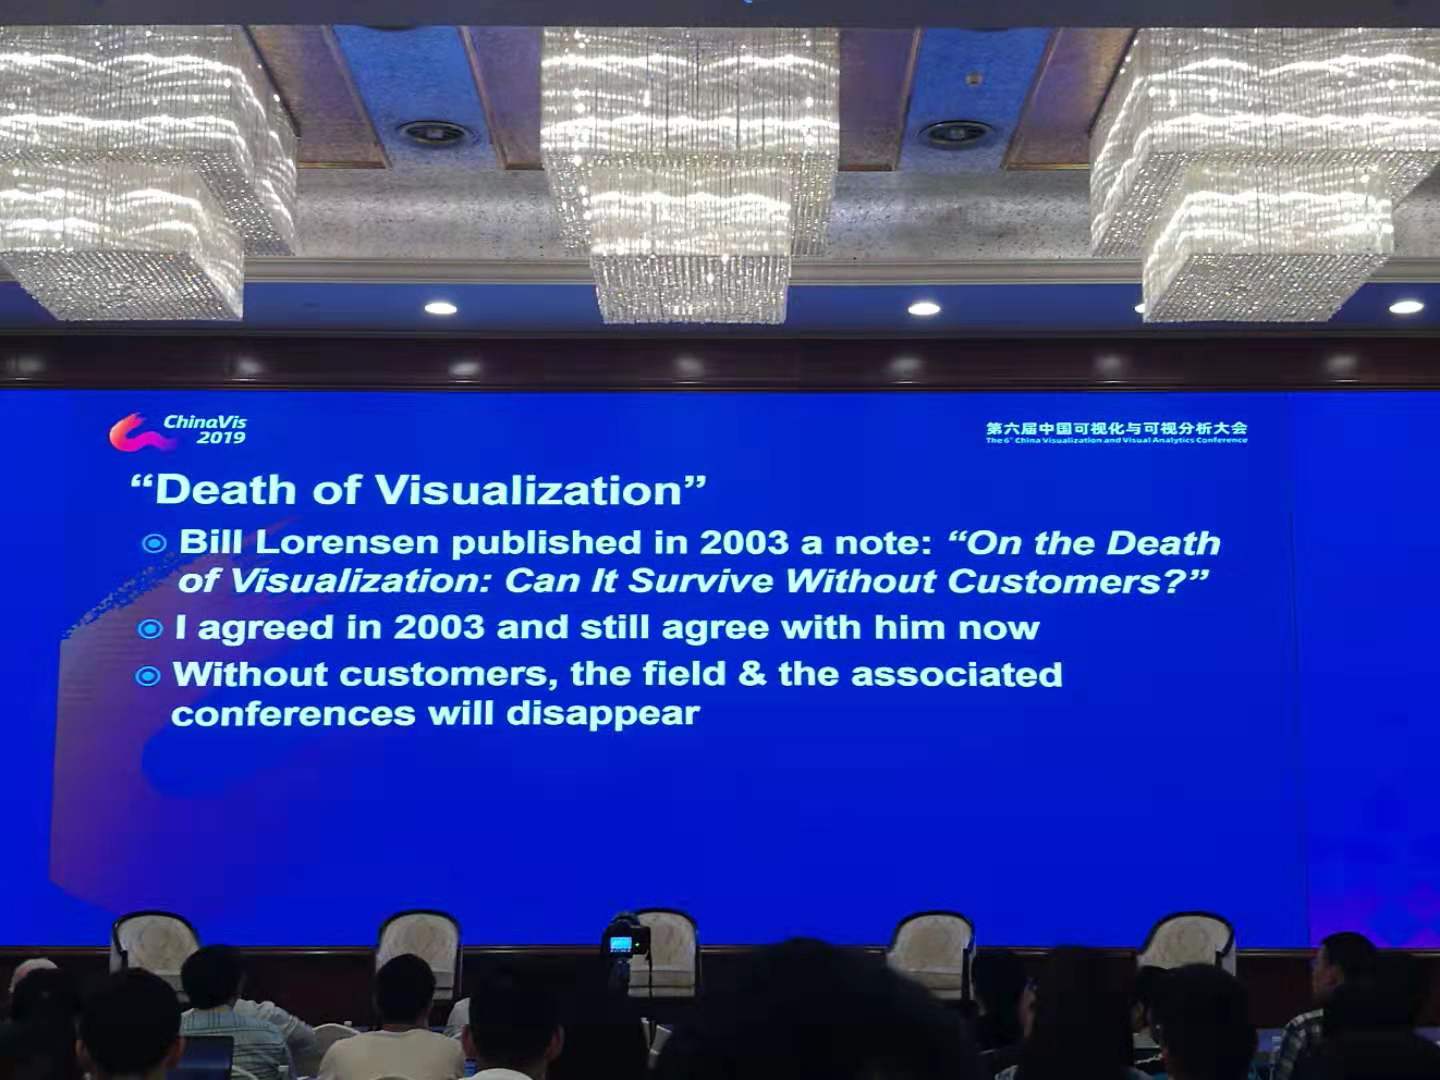 ChinaVis
2019
第六届中国可视化与可视分析大会
The 6th China Visualization and Visual Analytics Conference
“Death of Visualization”
Bill Lorensen published in 2003 a note: “On the Death
of Visualization: Can It Survive Without Customers?”
I agreed in 2003 and still agree with him now
Without customers, the field & the associated
conferences will disappear